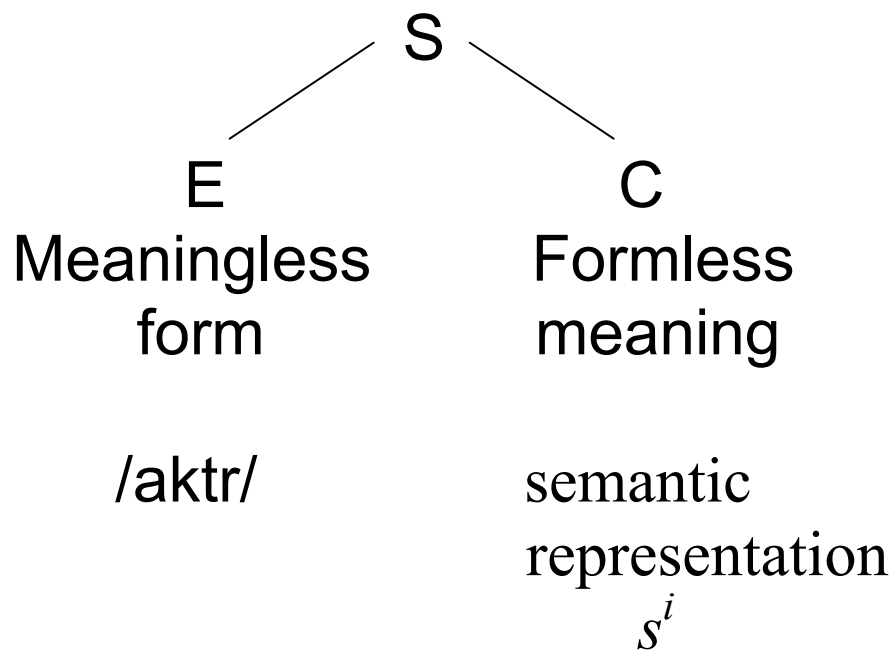 S
E
Meaningless
form
/aktr/
C
Formless
meaning
semantic
representation
s^i